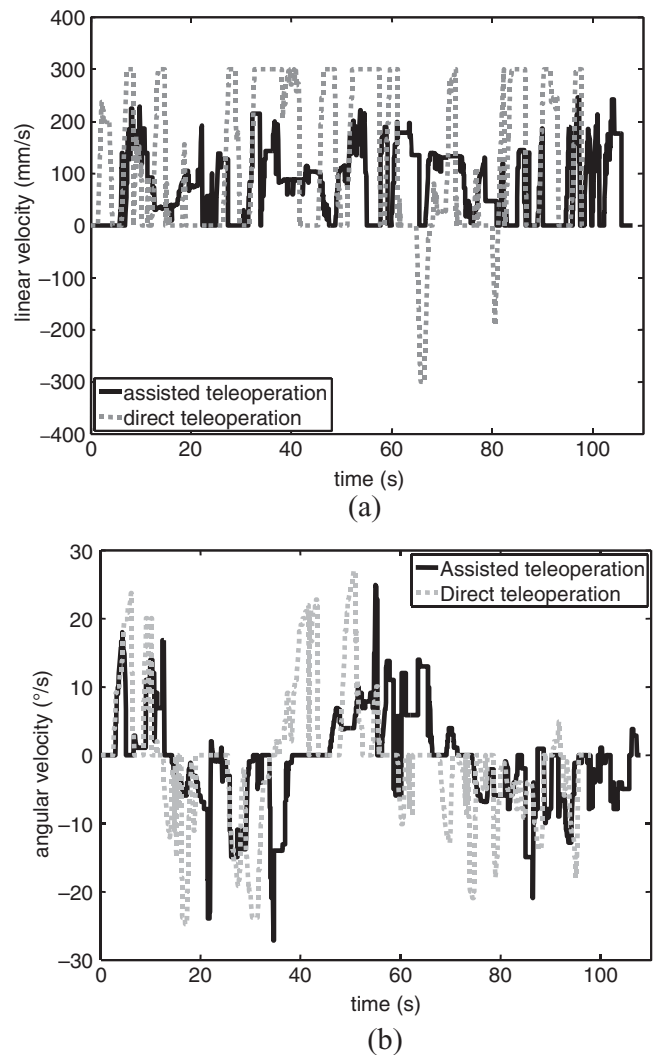 400
300
200
100
0
−100
−200
−300
−400
linear velocity (mm/s)
assisted teleoperation
direct teleoperation
0 20 40 60 80 100
time (s)
(a)
30
20
10
0
−10
−20
−30
angular velocity (°/s)
Assisted teleoperation
Direct teleoperation
0 20 40 60 80 100
time (s)
(b)